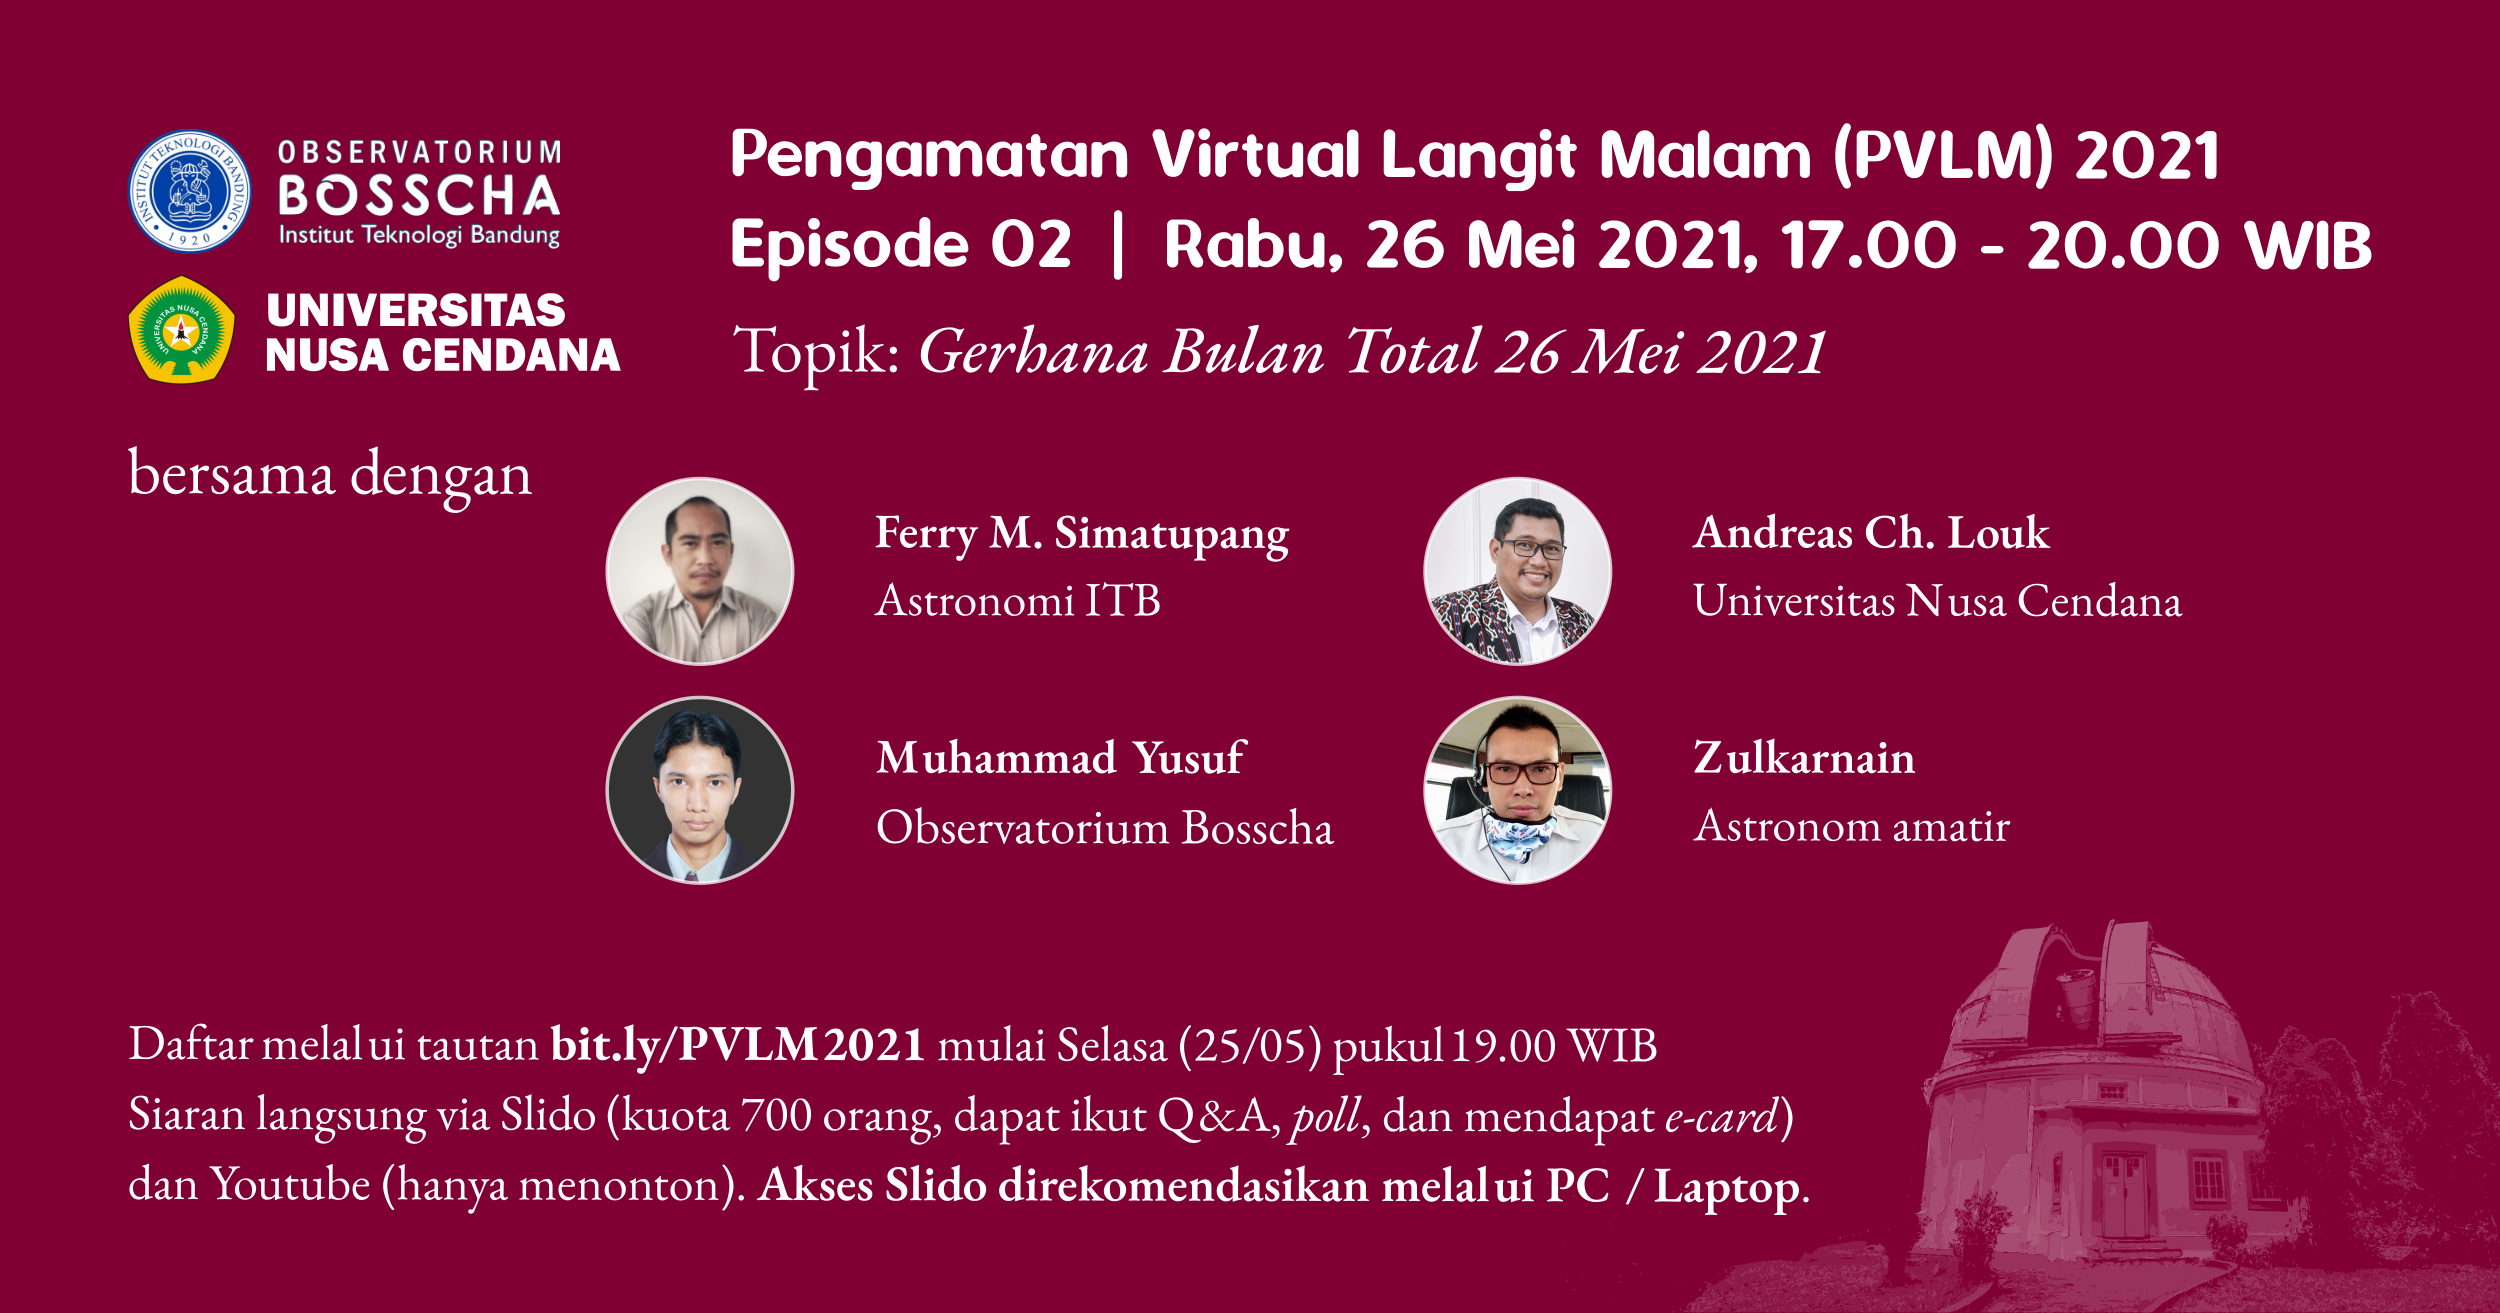 INSTITUT TEKNOLOGI BANDUNG
1920
OBSERVATORIUM
BOSSCHA
Institut Teknologi Bandung
UNIVERSITAS NUSA CENDANA
UNIVERSITAS
NUSA CENDANA
Pengamatan Virtual Langit Malam (PVLM) 2021
Episode 02 | Rabu, 26 Mei 2021, 17.00 - 20.00 WIB
Topik: Gerhana Bulan Total 26 Mei 2021
bersama dengan
Ferry M. Simatupang
Astronomi ITB
Andreas Ch. Louk
Universitas Nusa Cendana
Muhammad Yusuf
Observatorium Bosscha
Zulkarnain
Astronom amatir
Daftar melalui tautan bit.ly/PVLM2021 mulai Selasa (25/05) pukul 19.00 WIB
Siaran langsung via Slido (kuota 700 orang, dapat ikut Q&A, poll, dan mendapat e-card)
dan Youtube (hanya menonton). Akses Slido direkomendasikan melalui PC / Laptop.